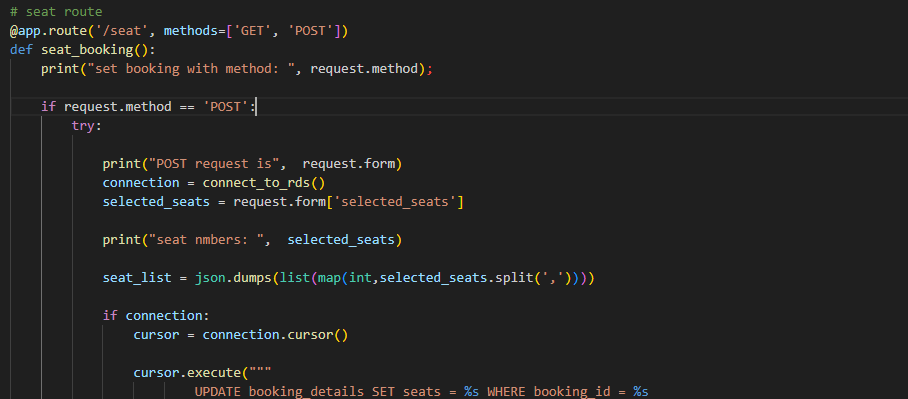 # seat route
@app.route('/seat', methods=['GET', 'POST'])
def seat_booking():
print("set booking with method: ", request.method);
if request.method == 'POST':
try:
print("POST request is",  request.form)
connection = connect_to_rds()
selected_seats = request.form['selected_seats']
print("seat nmbers: ",  selected_seats)
seat_list = json.dumps(list(map(int,selected_seats.split(','))))
if connection:
cursor = connection.cursor()
cursor.execute("""
UPDATE booking_details SET seats = %s WHERE booking_id = %s